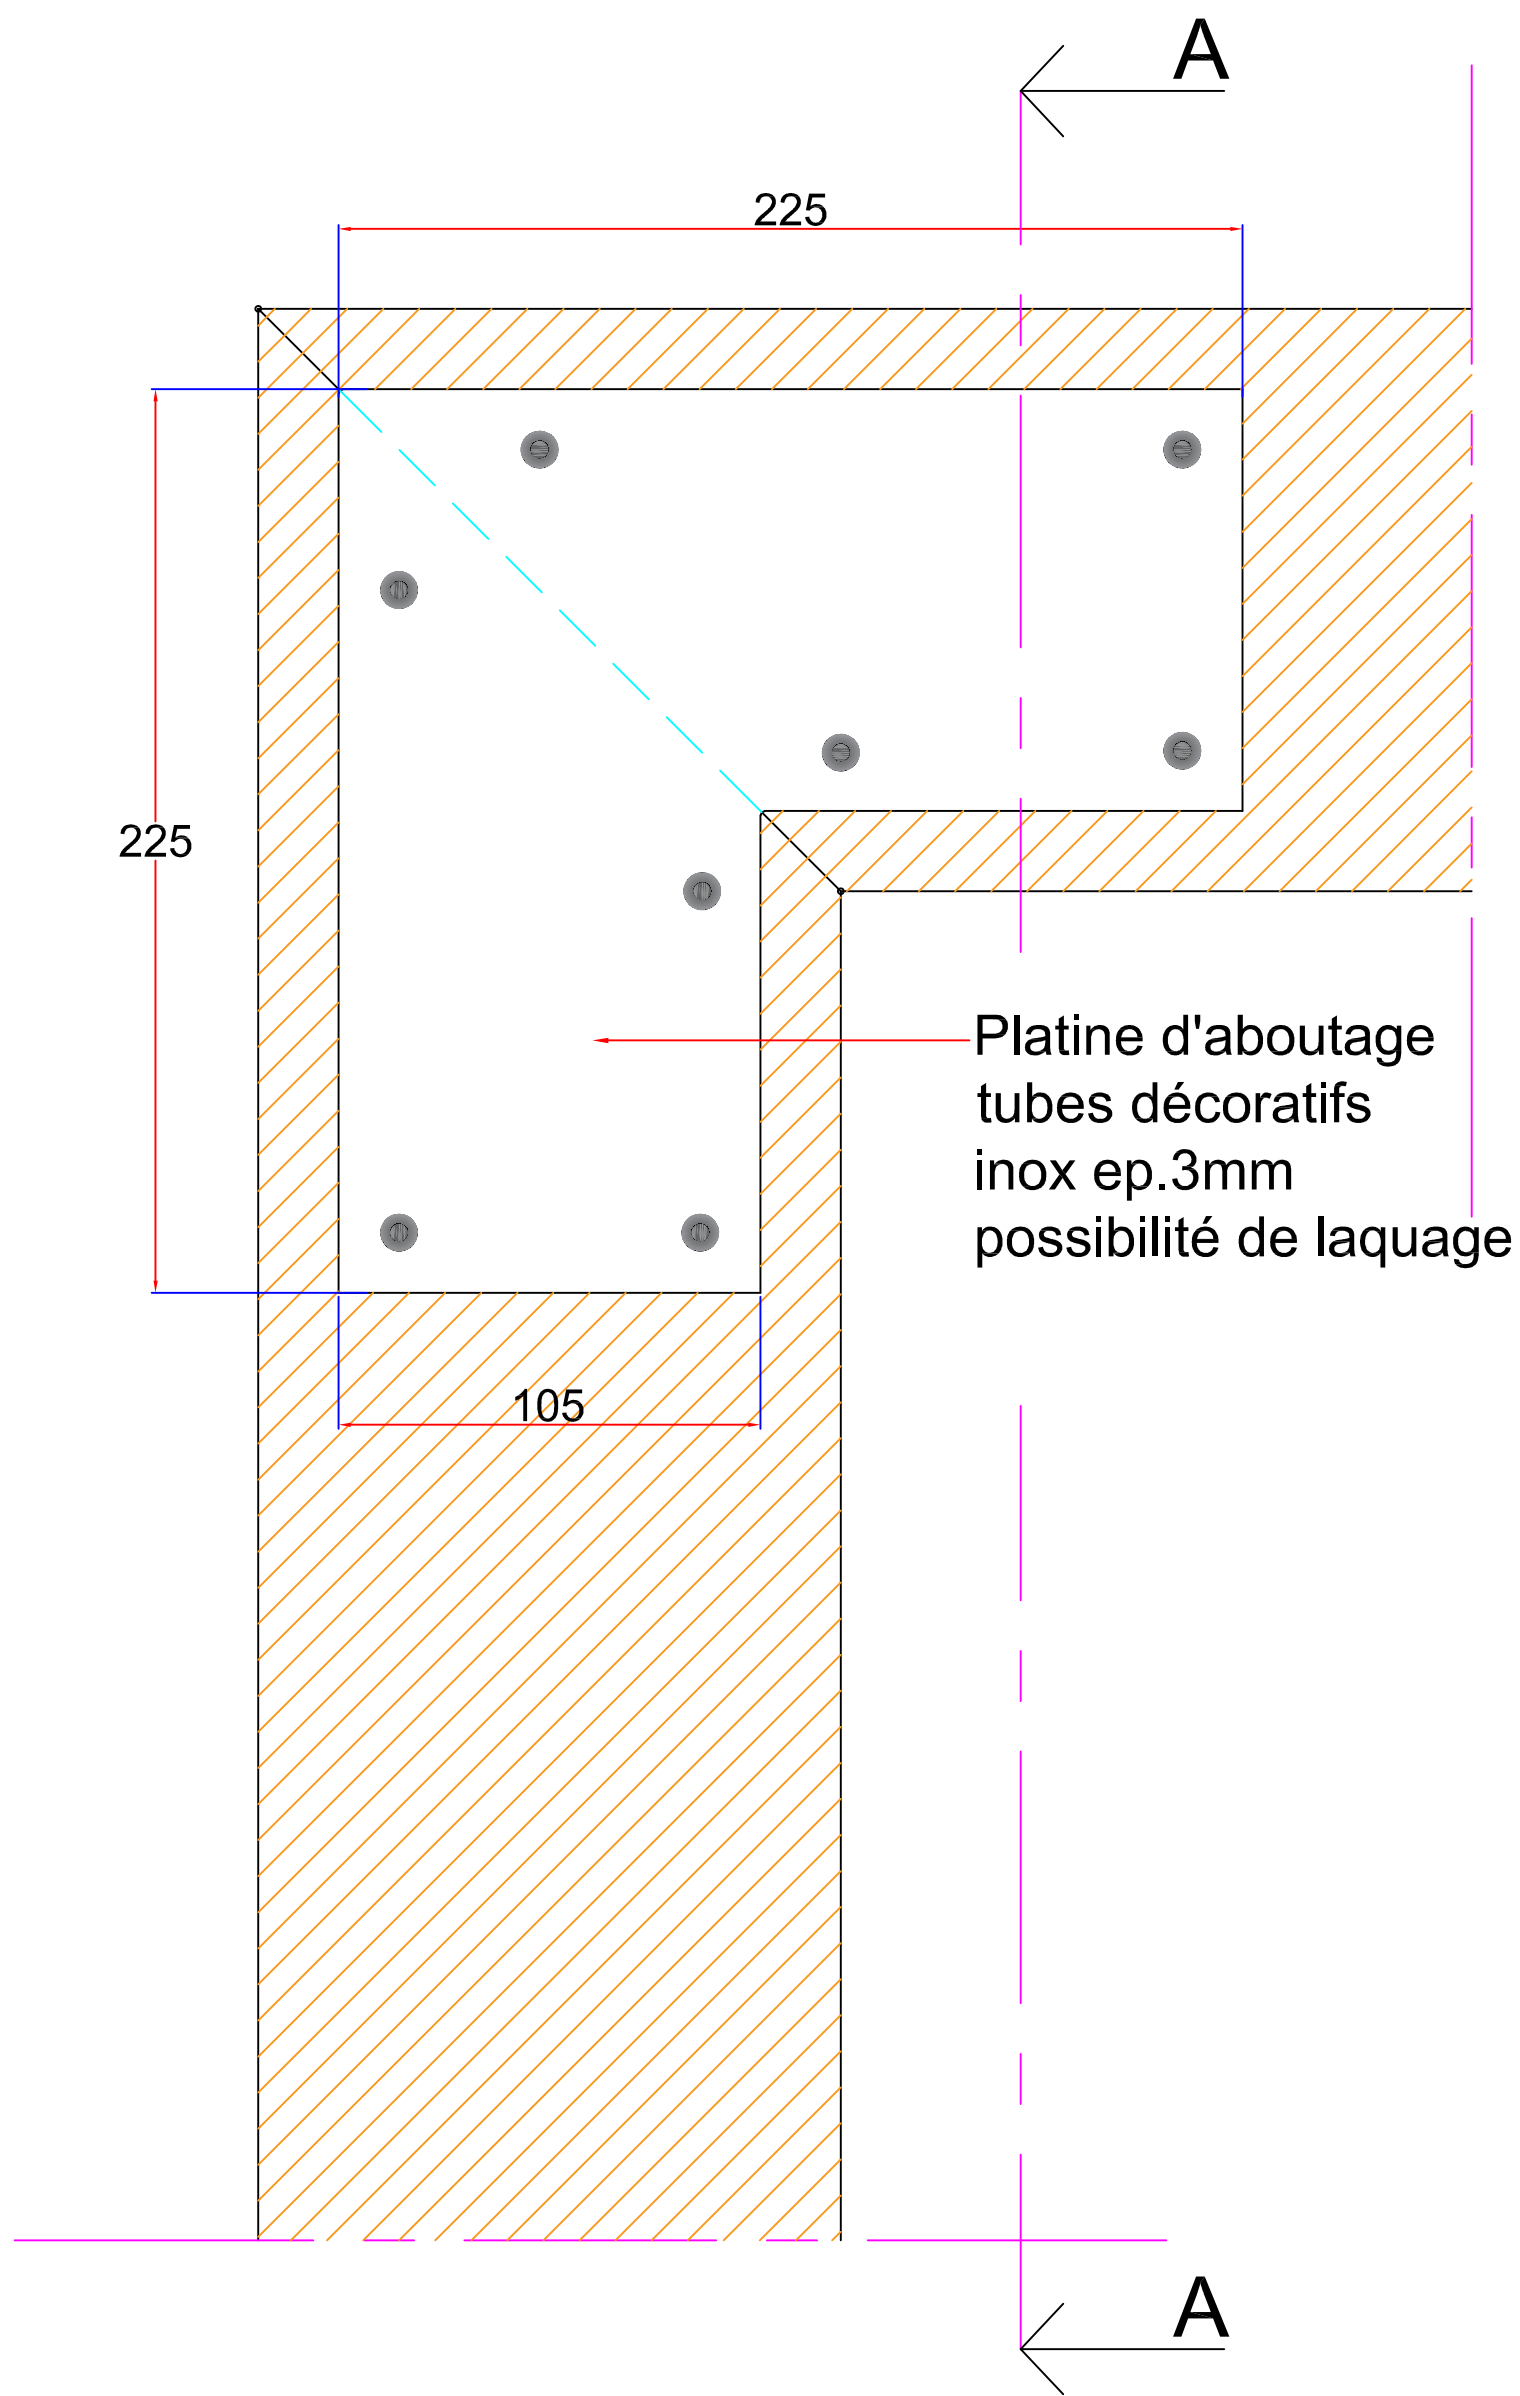 A
225
225
Platine d'aboutage
tubes décoratifs
inox ep.3mm
possibilité de laquage
105
A